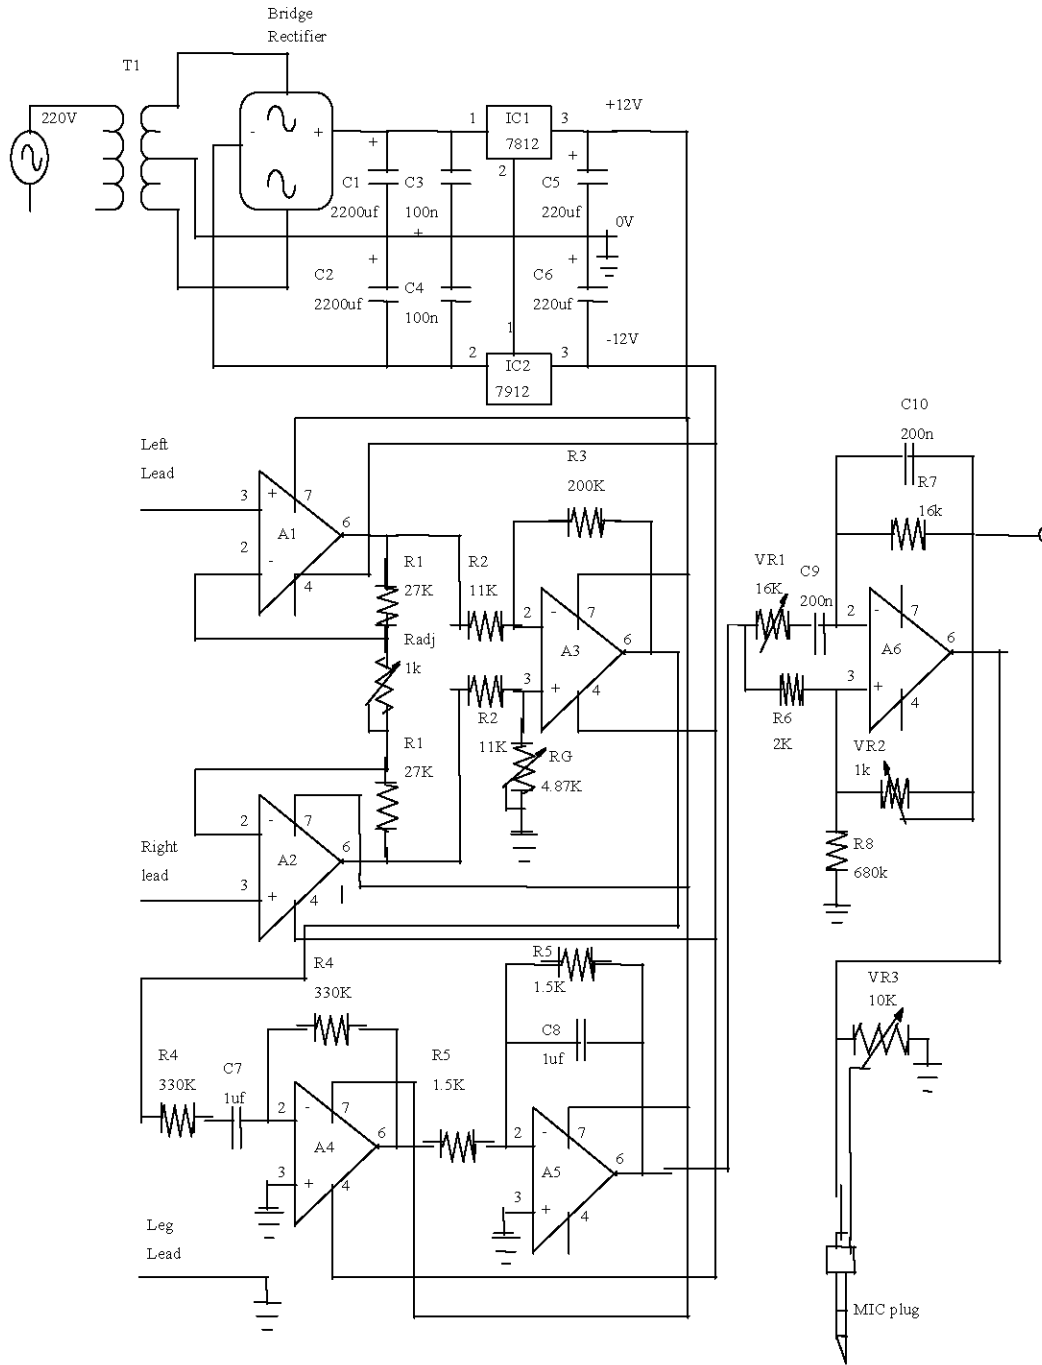 Bridge
Rectifier
T1
220V
- +
1 IC1 3 +12V
7812
2
+ +
C1 C3 C5
2200uf 100n 220uf
0V
+
+ +
C2 C4 C6
2200uf 100n 220uf
1 -12V
2 IC2 3
7912
Left
Lead
3 + 7
A1 6
2 -
4
R1
27K
R2
11K
R3
200K
Radj
1k
2 - 7
A3 6
3 +
4
R2
11K
R1
27K
RG
4.87K
Right
lead
2 - 7
A2 6
3 +
4
C10
200n
R7
16k
VR1
16K
C9
200n
2 - 7
A6 6
3 +
4
R6
2K
VR2
1k
R8
680k
R4
330K
R4
330K
C7
1uf
2 - 7
A4 6
3 +
4
R5
1.5K
R5
1.5K
C8
1uf
2 - 7
A5 6
3 +
4
VR3
10K
Leg
Lead
MIC plug